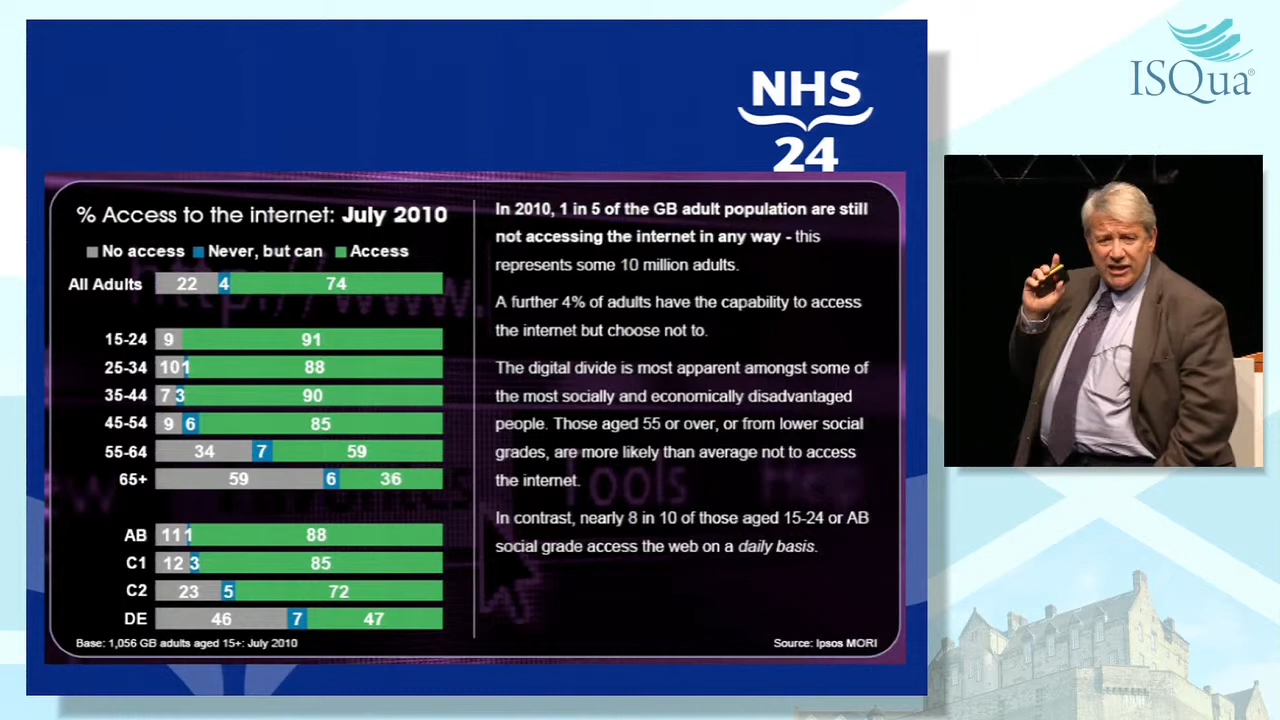 ISQua®
NHS
24
% Access to the internet: July 2010
No access Never, but can Access
All Adults 22 4 74
15-24 9 91
25-34 10 1 88
35-44 7 3 90
45-54 9 6 85
55-64 34 7 59
65+ 59 6 36
AB 11 1 88
C1 12 3 85
C2 23 5 72
DE 46 7 47
Base: 1,056 GB adults aged 15+: July 2010
In 2010, 1 in 5 of the GB adult population are still
not accessing the internet in any way - this
represents some 10 million adults.
A further 4% of adults have the capability to access
the internet but choose not to.
The digital divide is most apparent amongst some of
the most socially and economically disadvantaged
people. Those aged 55 or over, or from lower social
grades, are more likely than average not to access
the internet.
In contrast, nearly 8 in 10 of those aged 15-24 or AB
social grade access the web on a daily basis.
Source: Ipsos MORI
http://www.
Tools
Help